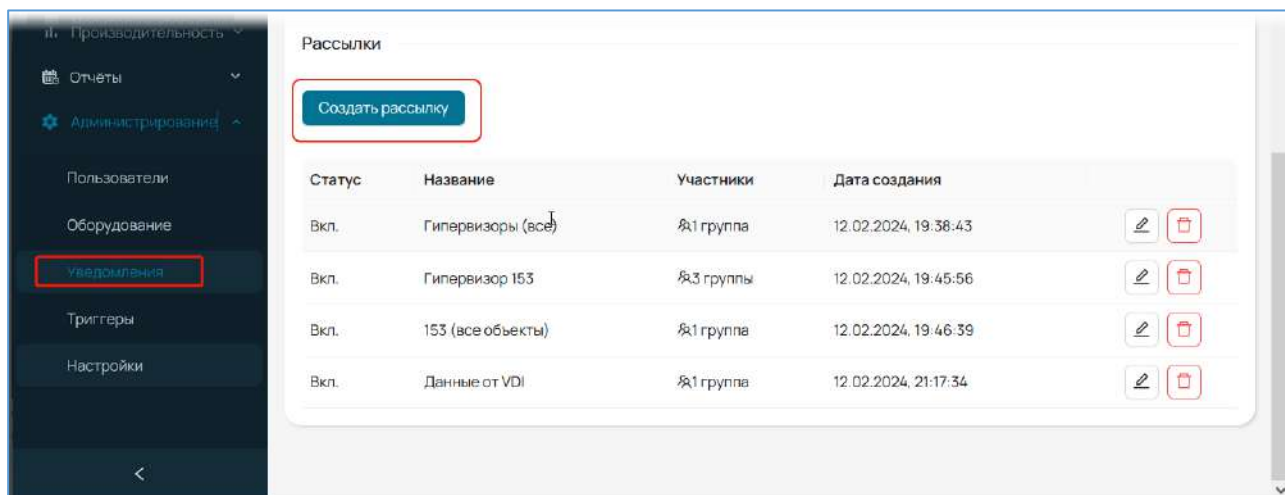 Производительность
Отчёты
Администрирование
Пользователи
Оборудование
Уведомления
Триггеры
Настройки
Рассылки
Создать рассылку
Статус Название Участники Дата создания
Вкл. Гипервизоры (все) 1 группа 12.02.2024, 19:38:43
Вкл. Гипервизор 153 3 группы 12.02.2024, 19:45:56
Вкл. 153 (все объекты) 1 группа 12.02.2024, 19:46:39
Вкл. Данные от VDI 1 группа 12.02.2024, 21:17:34